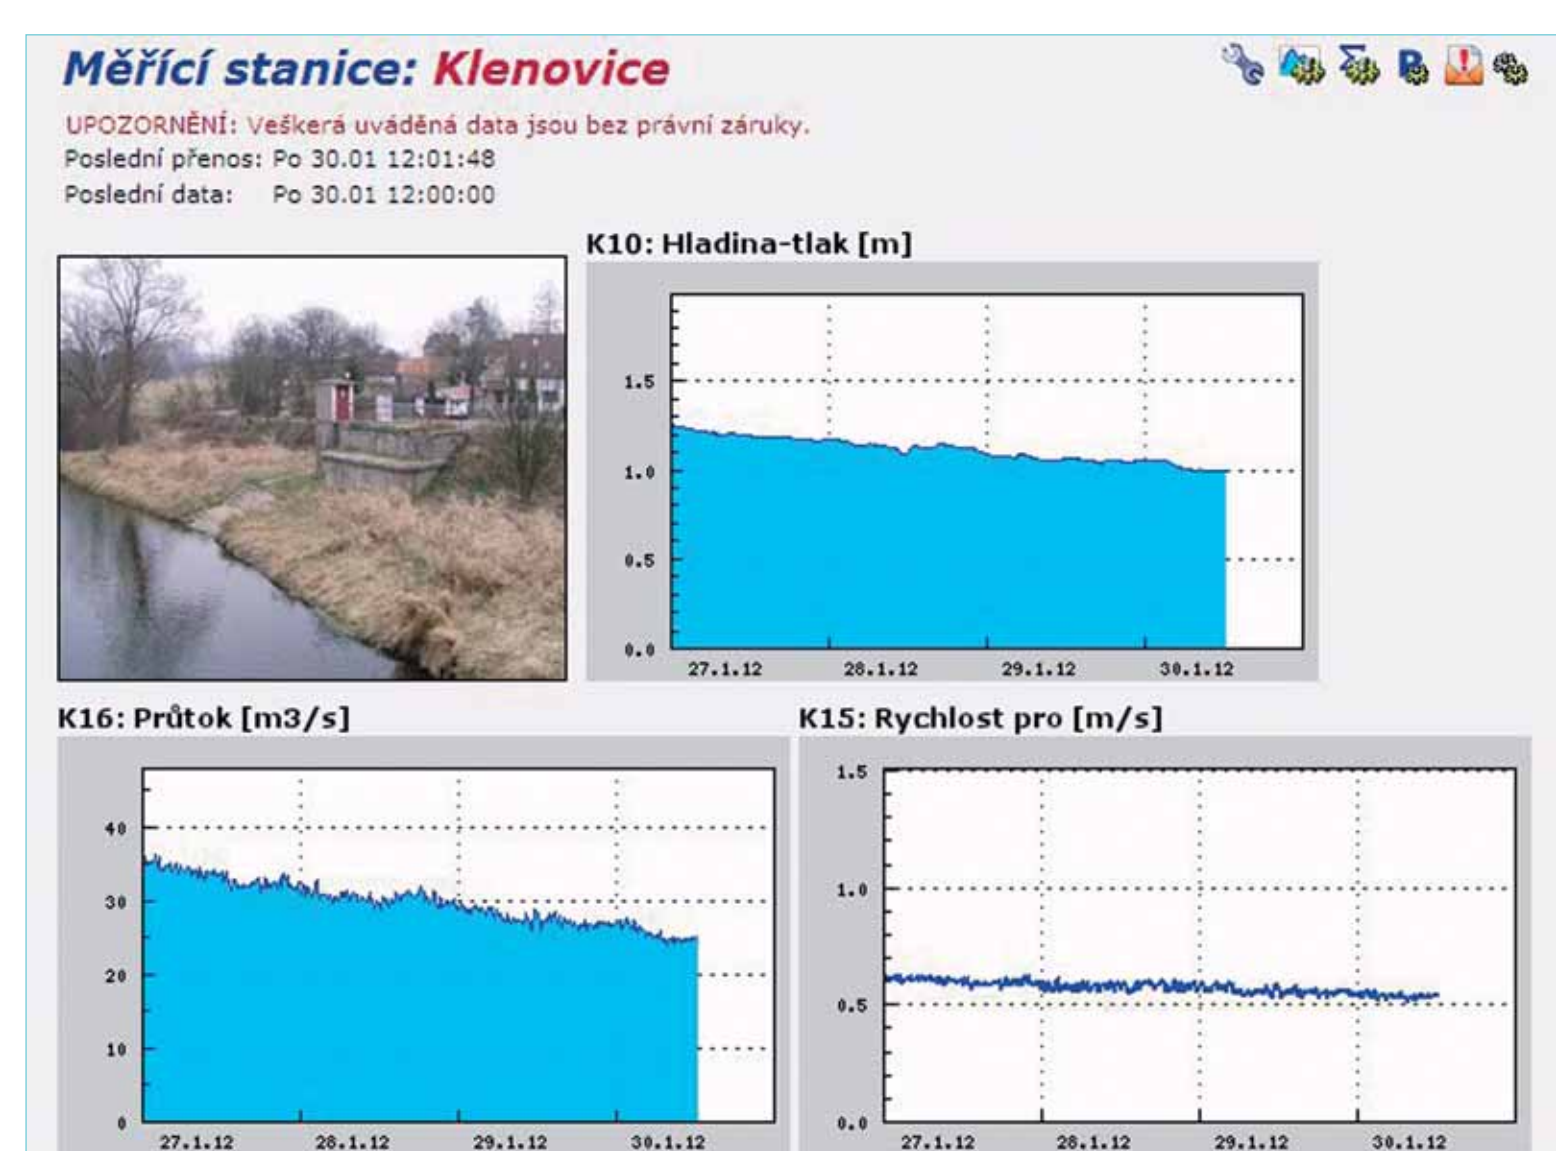 Měřící stanice: Klenovice
UPOZORNĚNÍ: Veškerá uváděná data jsou bez právní záruky.
Poslední přenos: Po 30.01 12:01:48
Poslední data: Po 30.01 12:00:00
K10: Hladina-tlak [m]
1.5
1.0
0.5
0.0
27.1.12 28.1.12 29.1.12 30.1.12
K16: Průtok [m3/s]
40
30
20
10
0
27.1.12 28.1.12 29.1.12 30.1.12
K15: Rychlost pro [m/s]
1.5
1.0
0.5
0.0
27.1.12 28.1.12 29.1.12 30.1.12